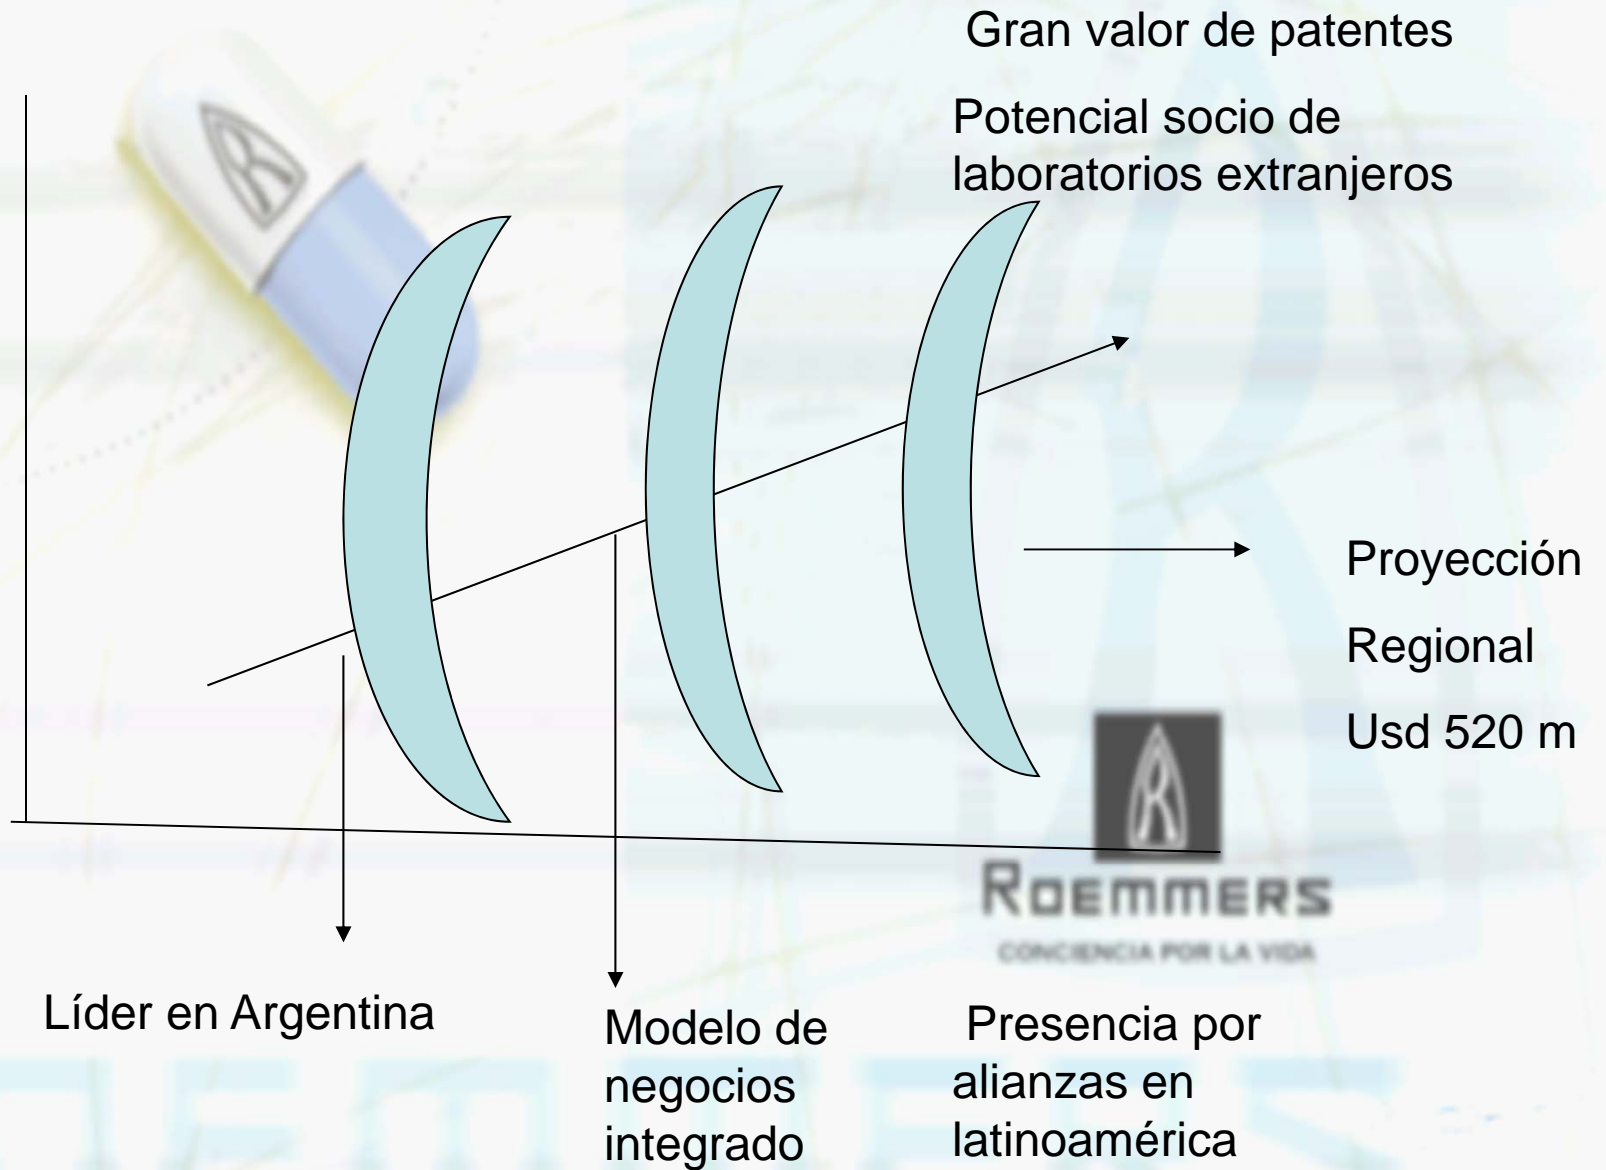 Gran valor de patentes
Potencial socio de
laboratorios extranjeros
Proyección
Regional
Usd 520 m
ROEMMERS
CONCIENCIA POR LA VIDA
Líder en Argentina
Modelo de
negocios
integrado
Presencia por
alianzas en
latinoamérica